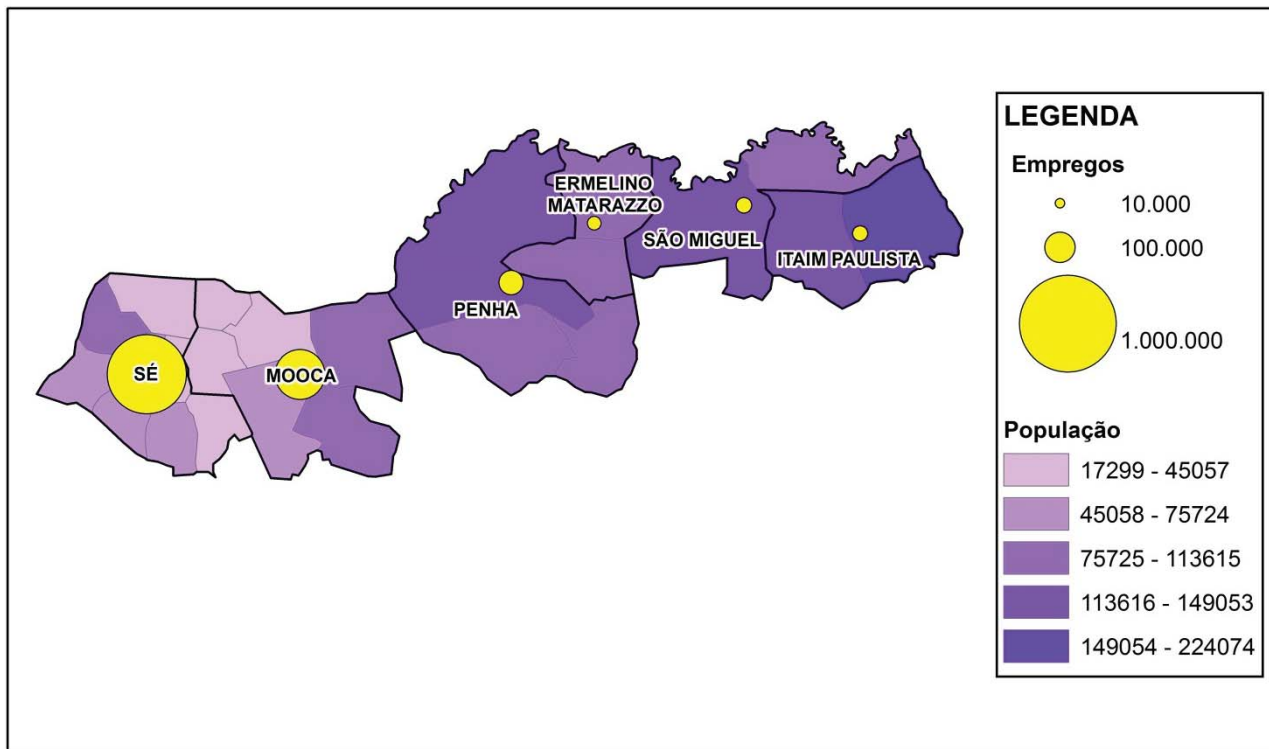 ERMELINO
MATARAZZO
SÃO MIGUEL
ITAIM PAULISTA
PENHA
SÉ
MOOCA
LEGENDA
Empregos
10.000
100.000
1.000.000
População
17299 - 45057
45058 - 75724
75725 - 113615
113616 - 149053
149054 - 224074